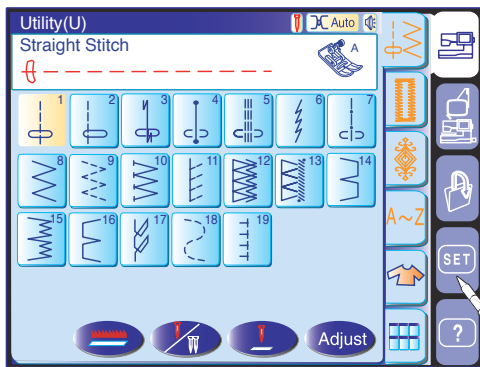 Utility(U)
Auto
Straight Stitch
A
1 2 3 4 5 6 7
8 9 10 11 12 13 14
15 16 17 18 19
A~Z
SET
?
Adjust